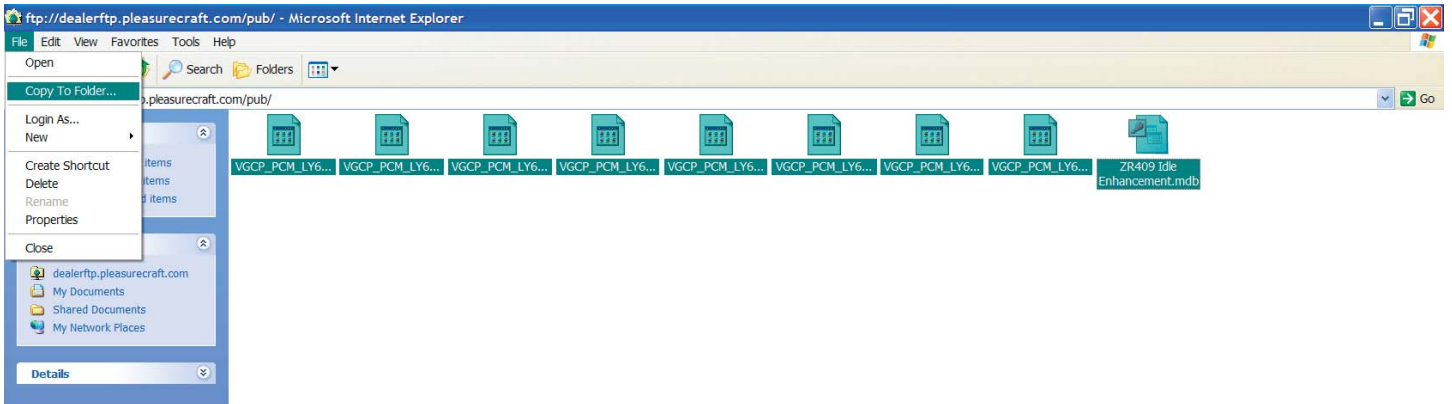 ftp://dealerftp.pleasurecraft.com/pub/ - Microsoft Internet Explorer
File Edit View Favorites Tools Help
Search Folders
.pleasurecraft.com/pub/ Go
Open
Copy To Folder...
Login As...
New
Create Shortcut
Delete
Rename
Properties
Close
items
items
d items
VGCP_PCM_LY6... VGCP_PCM_LY6... VGCP_PCM_LY6... VGCP_PCM_LY6... VGCP_PCM_LY6... VGCP_PCM_LY6... VGCP_PCM_LY6... VGCP_PCM_LY6... ZR409 Idle
Enhancement.mdb
dealerftp.pleasurecraft.com
My Documents
Shared Documents
My Network Places
Details